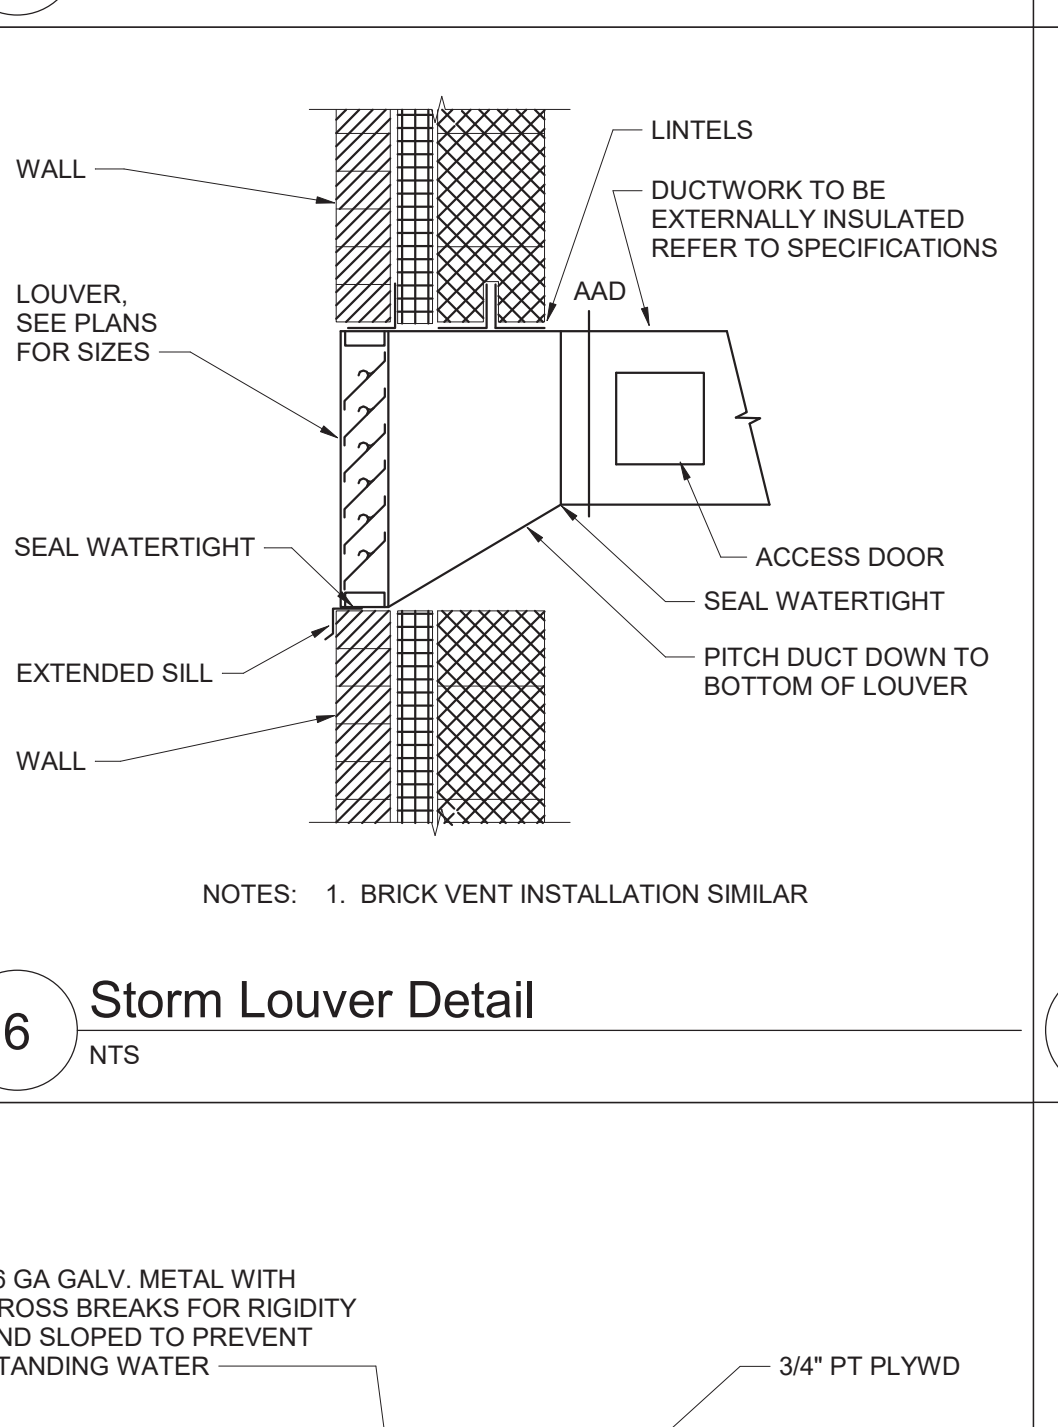 LINTELS
WALL
DUCTWORK TO BE
EXTERNALLY INSULATED
REFER TO SPECIFICATIONS
AAD
LOUVER,
SEE PLANS
FOR SIZES
SEAL WATERTIGHT
ACCESS DOOR
SEAL WATERTIGHT
EXTENDED SILL
PITCH DUCT DOWN TO
BOTTOM OF LOUVER
WALL
NOTES: 1. BRICK VENT INSTALLATION SIMILAR
6
Storm Louver Detail
NTS
6 GA GALV. METAL WITH
ROSS BREAKS FOR RIGIDITY
ND SLOPED TO PREVENT
TANDING WATER
3/4" PT PLYWD